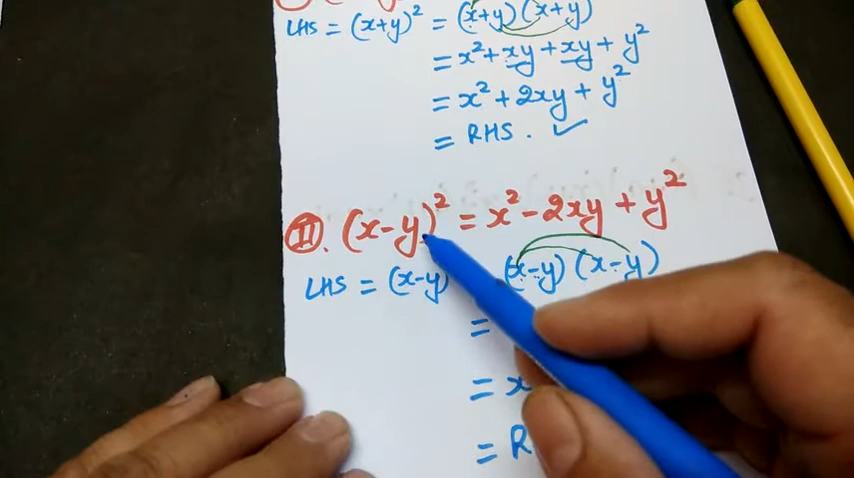 LHS = (x+y)² = (x+y)(x+y)
= x² + xy + xy + y²
= x² + 2xy + y²
= RHS. ✓
II. (x-y)² = x² - 2xy + y²
LHS = (x-y) (x-y)(x-y)
=
= x
= R